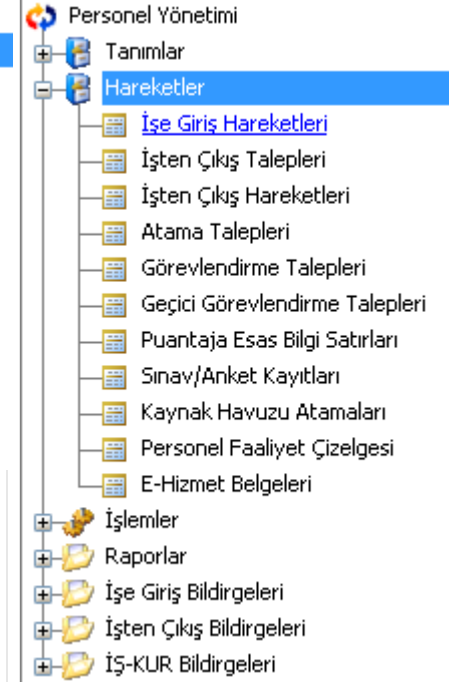 Personel Yönetimi
Tanımlar
Hareketler
İşe Giriş Hareketleri
İşten Çıkış Talepleri
İşten Çıkış Hareketleri
Atama Talepleri
Görevlendirme Talepleri
Geçici Görevlendirme Talepleri
Puantaja Esas Bilgi Satırları
Sınav/Anket Kayıtları
Kaynak Havuzu Atamaları
Personel Faaliyet Çizelgesi
E-Hizmet Belgeleri
İşlemler
Raporlar
İşe Giriş Bildirgeleri
İşten Çıkış Bildirgeleri
İŞ-KUR Bildirgeleri